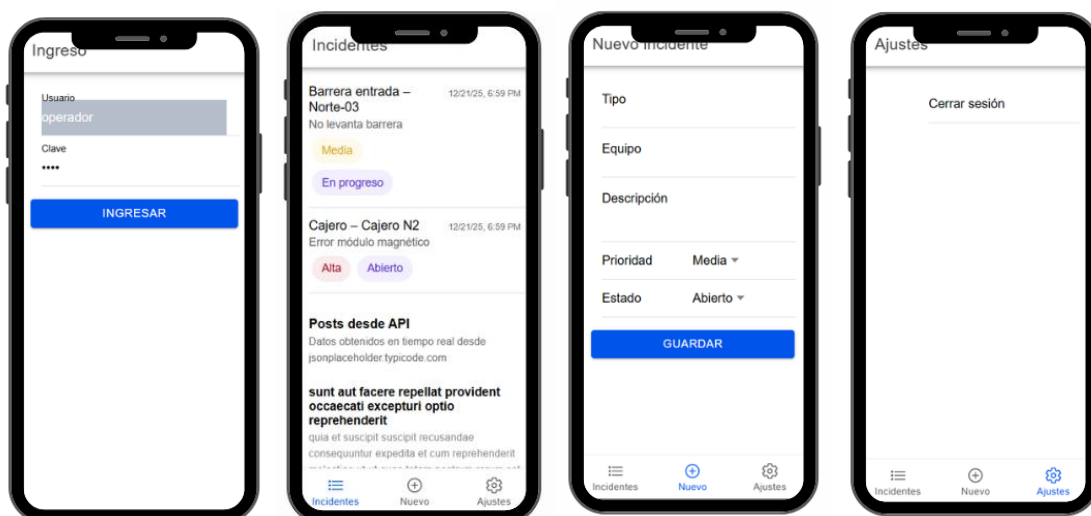 Ingreso
Usuario
operador
Clave
••••
INGRESAR
Incidentes
Barrera entrada –
Norte-03
12/21/25, 6:59 PM
No levanta barrera
Media
En progreso
Cajero – Cajero N2
12/21/25, 6:59 PM
Error módulo magnético
Alta
Abierto
Posts desde API
Datos obtenidos en tiempo real desde
jsonplaceholder.typicode.com
sunt aut facere repellat provident
occaecati excepturi optio
reprehenderit
quia et suscipit suscipit recusandae
consequuntur expedita et cum reprehenderit
Incidentes
Nuevo
Ajustes
Nuevo Incidente
Tipo
Equipo
Descripción
Prioridad
Media
Estado
Abierto
GUARDAR
Incidentes
Nuevo
Ajustes
Ajustes
Cerrar sesión
Incidentes
Nuevo
Ajustes